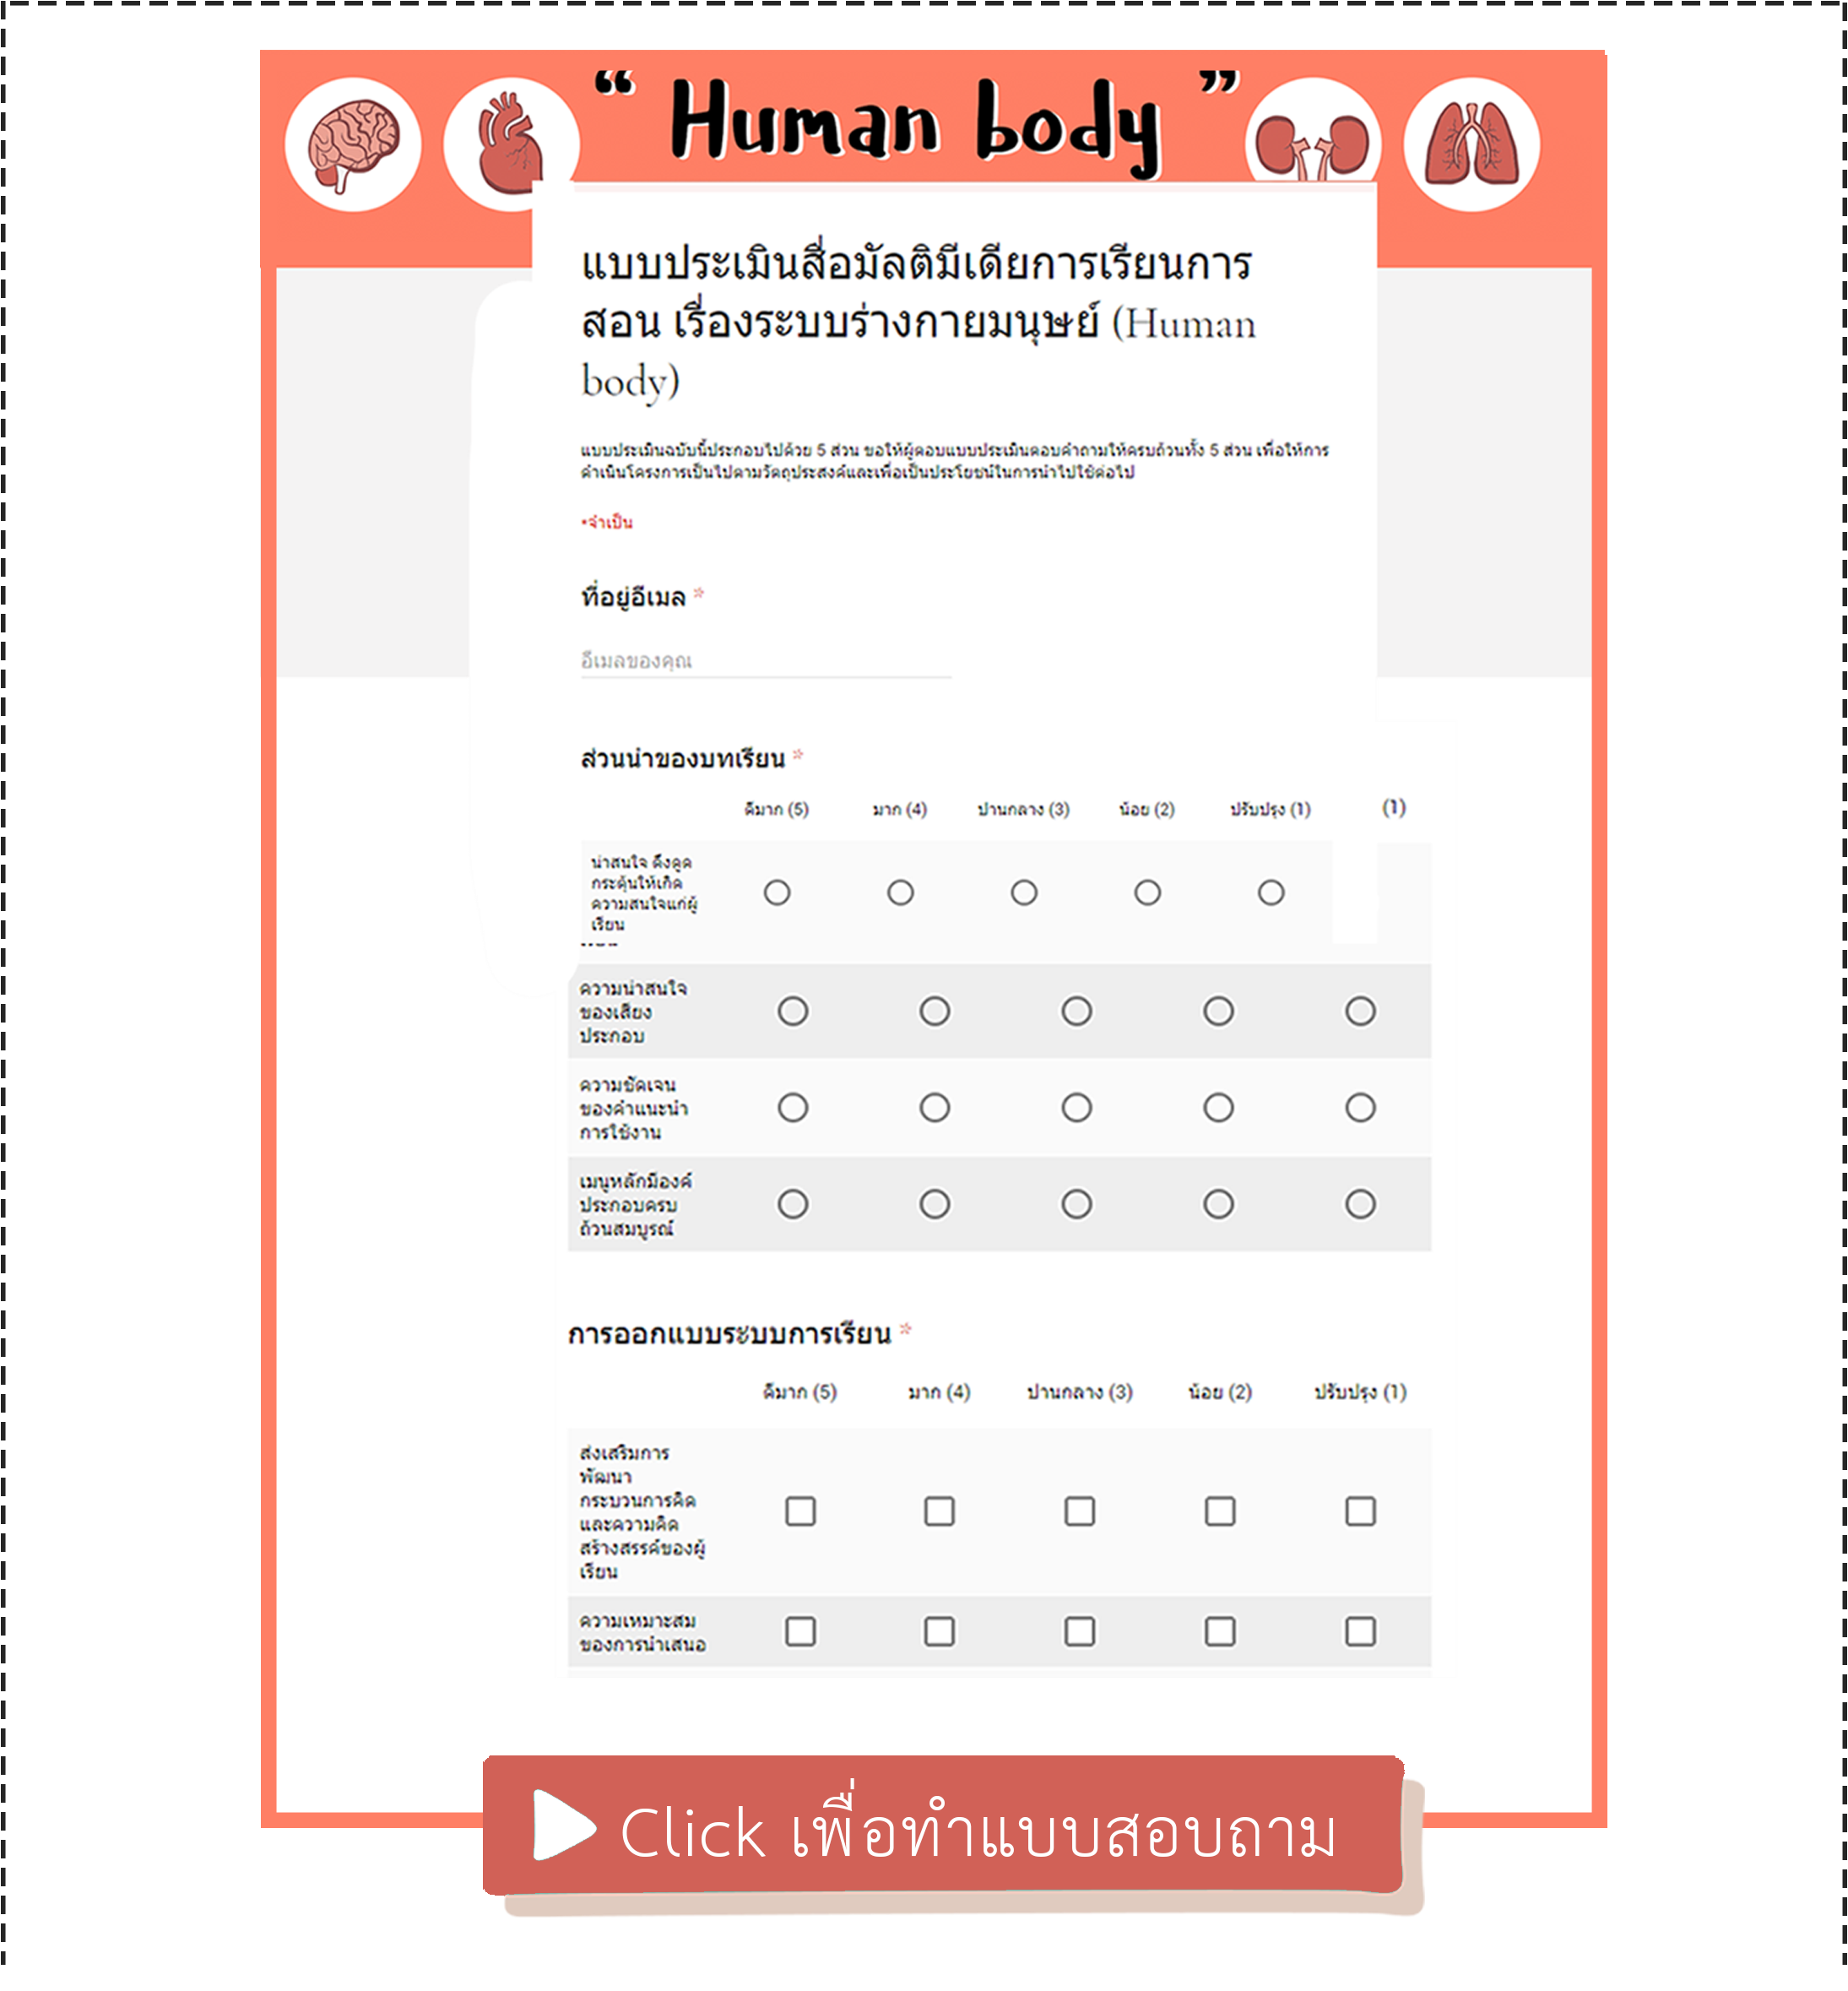 “ Human body ”
แบบประเมินสื่อมัลติมีเดียการเรียนการ
สอน เรื่องระบบร่างกายมนุษย์ (Human
body)
แบบประเมินฉบับนี้ประกอบไปด้วย 5 ส่วน ขอให้ผู้ตอบแบบประเมินตอบคำถามให้ครบถ้วนทั้ง 5 ส่วน เพื่อให้การ
ดำเนินโครงการเป็นไปตามวัตถุประสงค์และเพื่อเป็นประโยชน์ในการนำไปใช้ต่อไป
*จำเป็น
ที่อยู่อีเมล *
อีเมลของคุณ
ส่วนนำของบทเรียน *
ดีมาก (5) มาก (4) ปานกลาง (3) น้อย (2) ปรับปรุง (1) (1)
น่าสนใจ ดึงดูด
กระตุ้นให้เกิด
ความสนใจแก่ผู้
เรียน
ความน่าสนใจ
ของเสียง
ประกอบ
ความชัดเจน
ของคำแนะนำ
การใช้งาน
เมนูหลักมีองค์
ประกอบครบ
ถ้วนสมบูรณ์
การออกแบบระบบการเรียน *
ดีมาก (5) มาก (4) ปานกลาง (3) น้อย (2) ปรับปรุง (1)
ส่งเสริมการ
พัฒนา
กระบวนการคิด
และความคิด
สร้างสรรค์ของผู้
เรียน
ความเหมาะสม
ของการนำเสนอ
Click เพื่อทำแบบสอบถาม